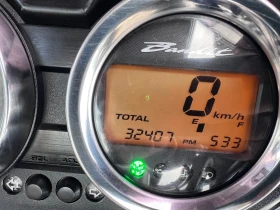 Bandit
0 km/h
E F
TOTAL
32407 PM 5:33